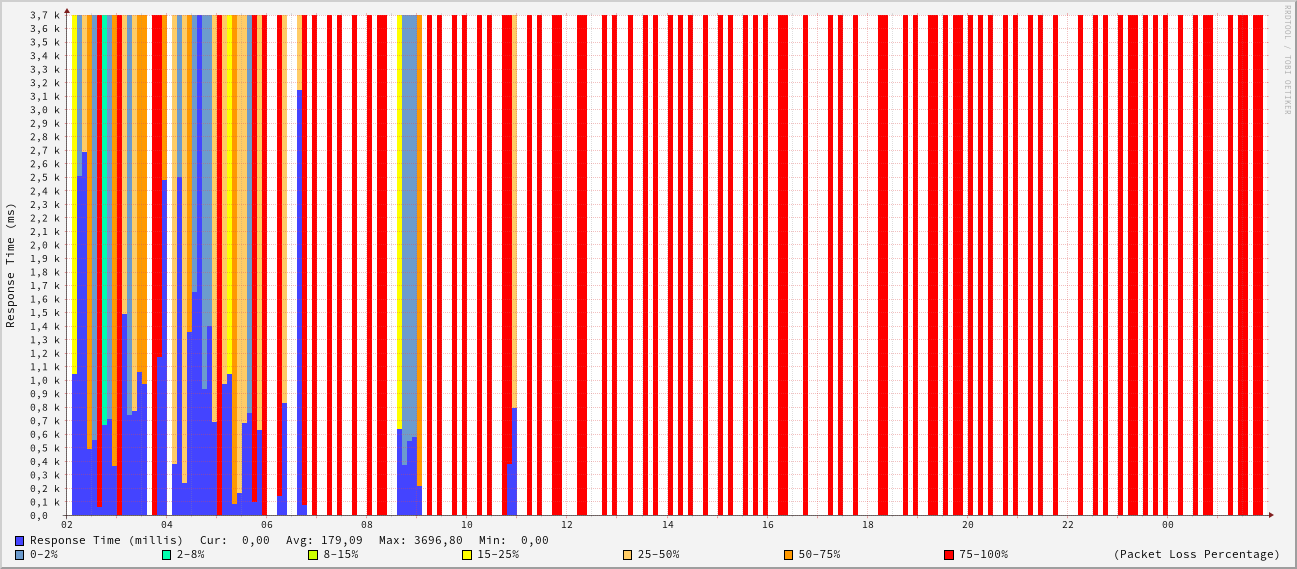 RRDTOOL / TOBI OETIKER
Response Time (ms)
3,7 k
3,6 k
3,5 k
3,4 k
3,3 k
3,2 k
3,1 k
3,0 k
2,9 k
2,8 k
2,7 k
2,6 k
2,5 k
2,4 k
2,3 k
2,2 k
2,1 k
2,0 k
1,9 k
1,8 k
1,7 k
1,6 k
1,5 k
1,4 k
1,3 k
1,2 k
1,1 k
1,0 k
0,9 k
0,8 k
0,7 k
0,6 k
0,5 k
0,4 k
0,3 k
0,2 k
0,1 k
0,0
02 04 06 08 10 12 14 16 18 20 22 00
Response Time (millis) Cur: 0,00 Avg: 179,09 Max: 3696,80 Min: 0,00
0-2% 2-8% 8-15% 15-25% 25-50% 50-75% 75-100% (Packet Loss Percentage)